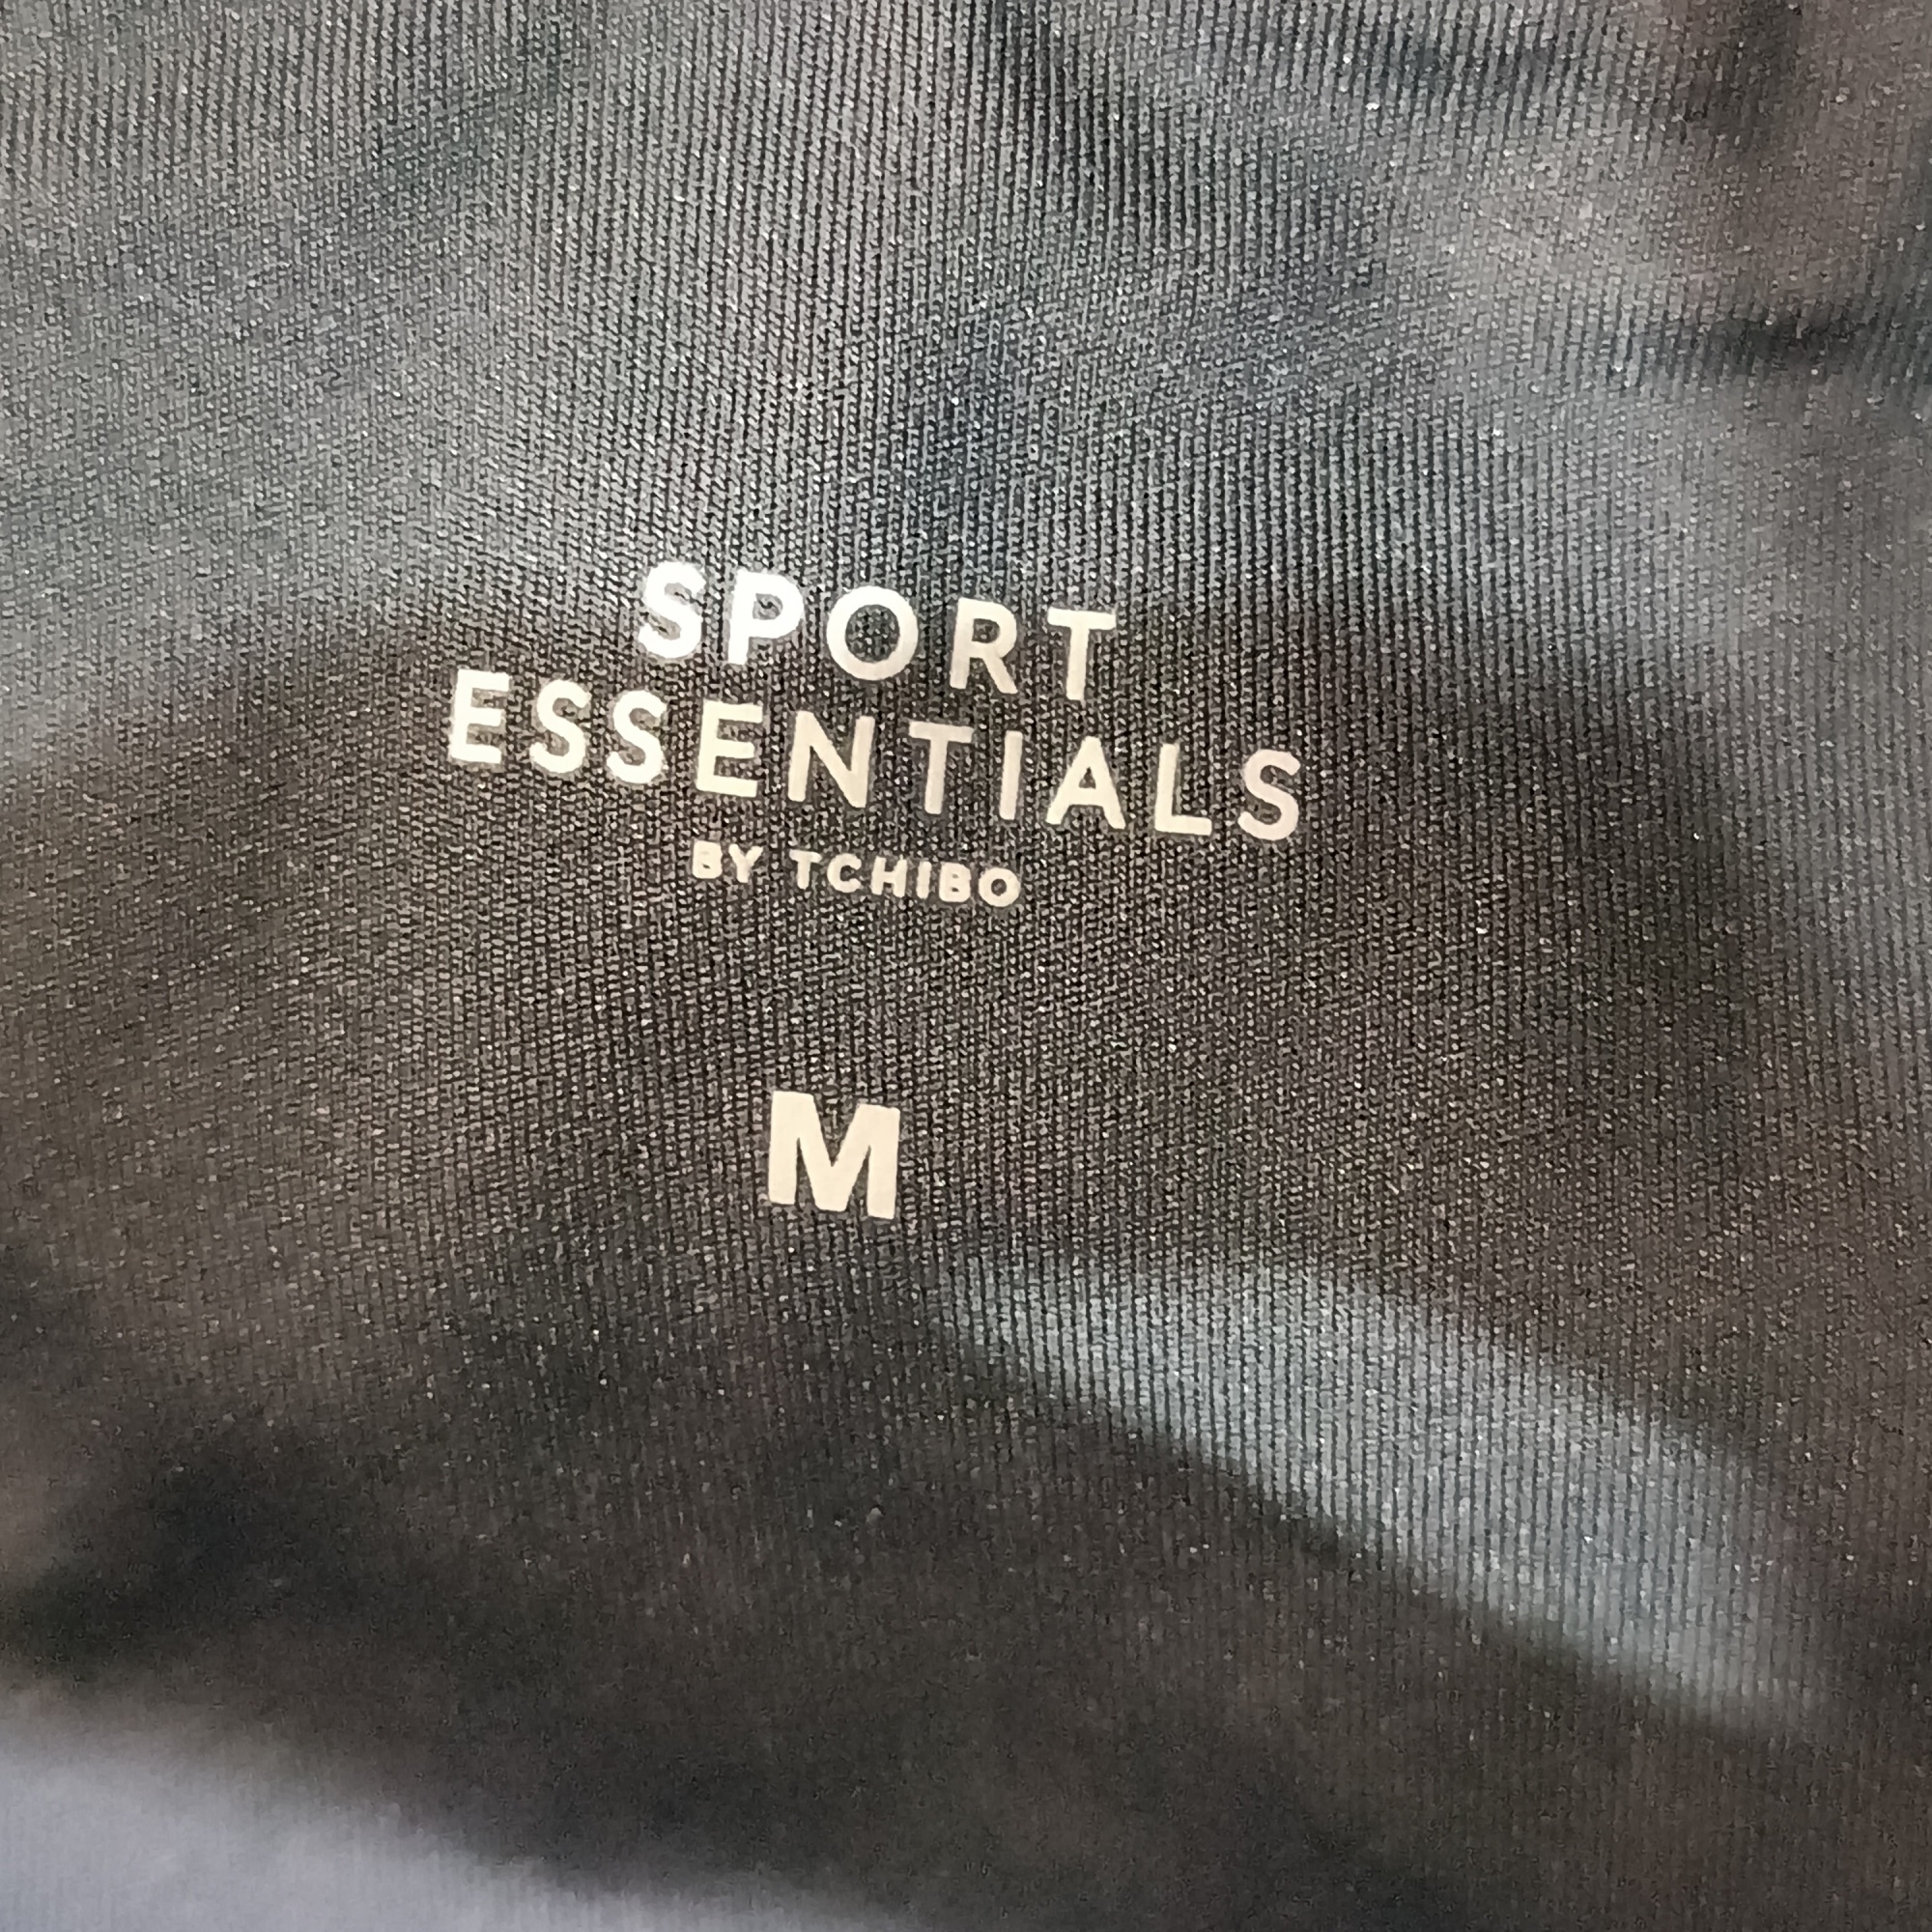 SPORT
ESSENTIALS
BY TCHIBO
M